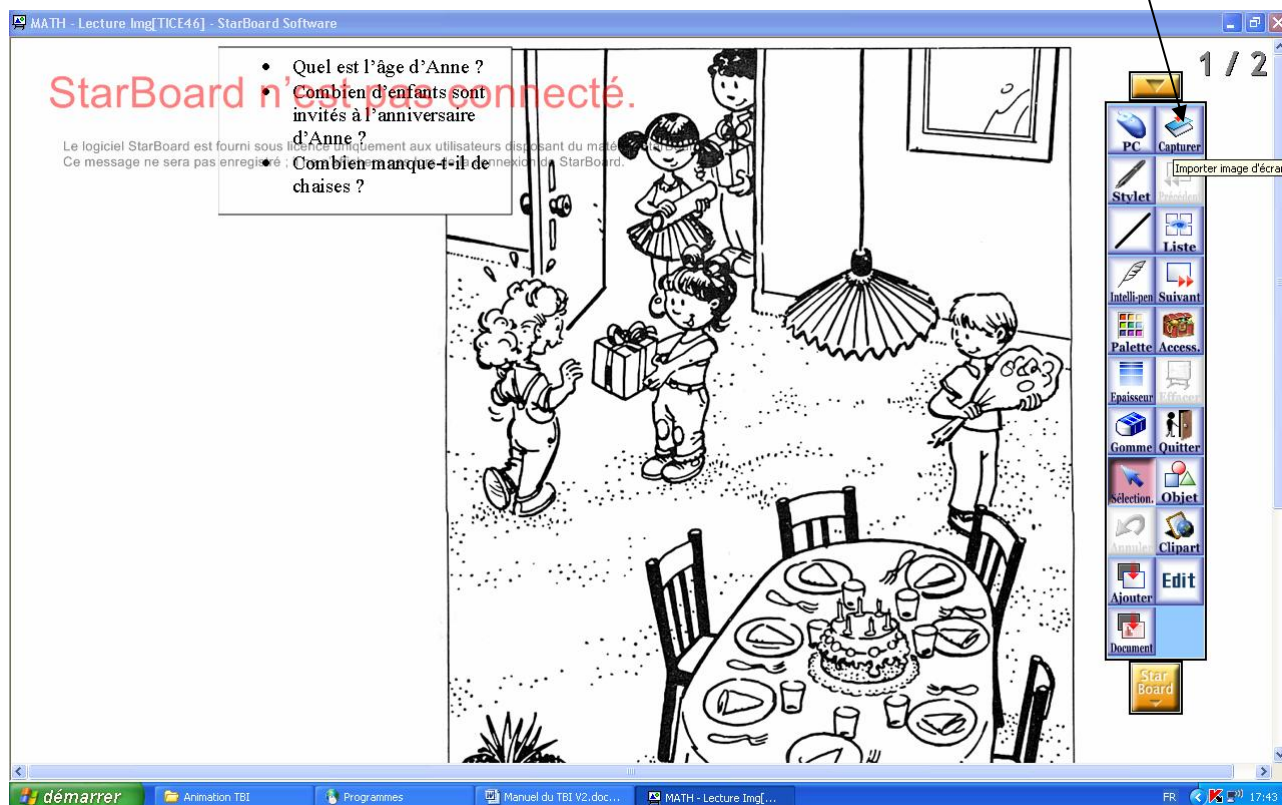 MATH - Lecture Img[TICE46] - StarBoard Software
1 / 2
StarBoard n'est pas connecté.
• Quel est l'âge d'Anne ?
• Combien d'enfants sont
invités à l'anniversaire
d'Anne ?
• Combien manque-t-il de
chaises ?
Le logiciel StarBoard est fourni sous licence uniquement aux utilisateurs disposant du
Ce message ne sera pas enregistré ;
StarBoard.
PC
Capturer
Importer image d'écran
Stylet
Précédent
Liste
Intelli-pen
Suivant
Palette
Access.
Epaisseur
Effacer
Gomme
Quitter
Sélection.
Objet
Annuler
Clipart
Ajouter
Edit
Document
Star
Board
démarrer
Animation TBI
Programmes
Manuel du TBI V2.doc...
MATH - Lecture Img[...
FR
17:43